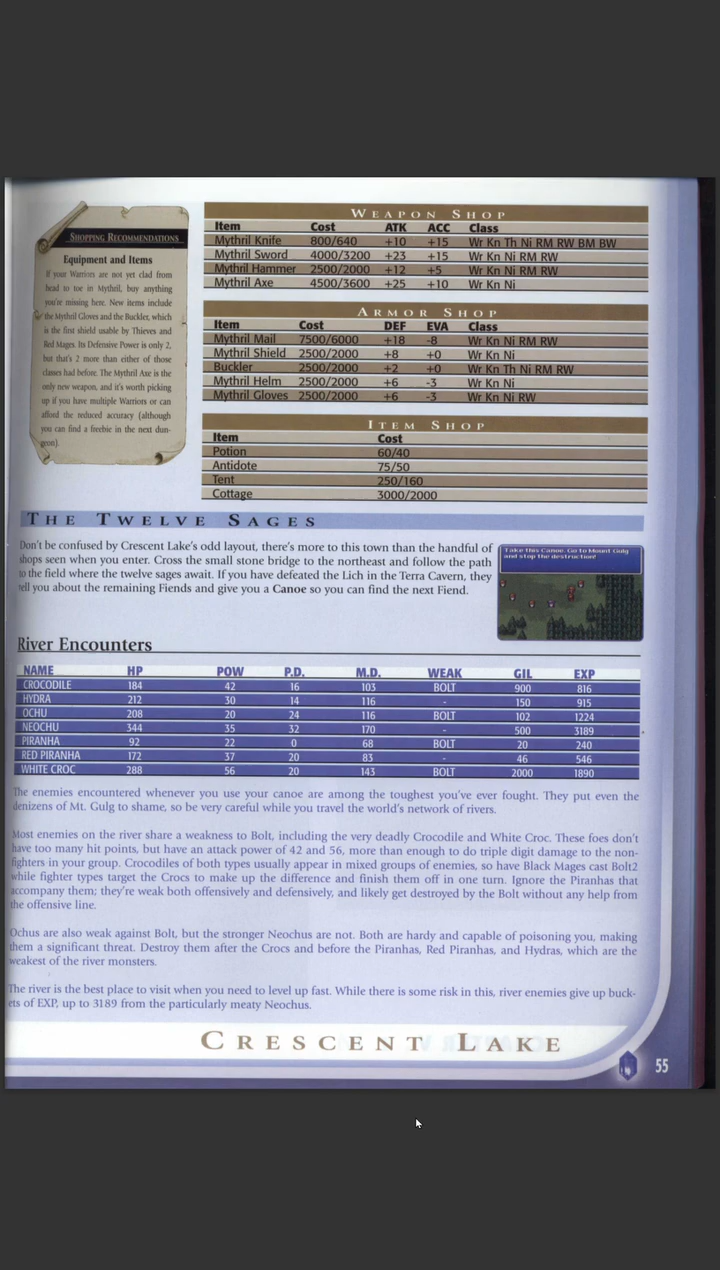 SHOPPING RECOMMENDATIONS
Equipment and Items
If your Warriors are not yet clad from
head to toe in Mythril, buy anything
you're missing here. New items include
the Mythril Gloves and the Buckler, which
is the first shield usable by Thieves and
Red Mages. Its Defensive Power is only 2,
but that's 2 more than either of those
classes had before. The Mythril Axe is the
only new weapon, and it's worth picking
up if you have multiple Warriors or can
afford the reduced accuracy (although
you can find a freebie in the next dun-
geon).
WEAPON SHOP
Item Cost ATK ACC Class
Mythril Knife 800/640 +10 +15 Wr Kn Th Ni RM RW BM BW
Mythril Sword 4000/3200 +23 +15 Wr Kn Ni RM RW
Mythril Hammer 2500/2000 +12 +5 Wr Kn Ni RM RW
Mythril Axe 4500/3600 +25 +10 Wr Kn Ni
ARMOR SHOP
Item Cost DEF EVA Class
Mythril Mail 7500/6000 +18 -8 Wr Kn Ni RM RW
Mythril Shield 2500/2000 +8 +0 Wr Kn Ni
Buckler 2500/2000 +2 +0 Wr Kn Th Ni RM RW
Mythril Helm 2500/2000 +6 -3 Wr Kn Ni
Mythril Gloves 2500/2000 +6 -3 Wr Kn Ni RW
ITEM SHOP
Item Cost
Potion 60/40
Antidote 75/50
Tent 250/160
Cottage 3000/2000
THE TWELVE SAGES
Don't be confused by Crescent Lake's odd layout, there's more to this town than the handful of
shops seen when you enter. Cross the small stone bridge to the northeast and follow the path
to the field where the twelve sages await. If you have defeated the Lich in the Terra Cavern, they
tell you about the remaining Fiends and give you a Canoe so you can find the next Fiend.
Take this Canoe. Go to Mount Gulg
and stop the destruction!
River Encounters
NAME HP POW P.D. M.D. WEAK GIL EXP
CROCODILE 184 42 16 103 BOLT 900 816
HYDRA 212 30 14 116 - 150 915
OCHU 208 20 24 116 BOLT 102 1224
NEOCHU 344 35 32 170 - 500 3189
PIRANHA 92 22 0 68 BOLT 20 240
RED PIRANHA 172 37 20 83 - 46 546
WHITE CROC 288 56 20 143 BOLT 2000 1890
The enemies encountered whenever you use your canoe are among the toughest you've ever fought. They put even the
denizens of Mt. Gulg to shame, so be very careful while you travel the world's network of rivers.
Most enemies on the river share a weakness to Bolt, including the very deadly Crocodile and White Croc. These foes don't
have too many hit points, but have an attack power of 42 and 56, more than enough to do triple digit damage to the non-
fighters in your group. Crocodiles of both types usually appear in mixed groups of enemies, so have Black Mages cast Bolt2
while fighter types target the Crocs to make up the difference and finish them off in one turn. Ignore the Piranhas that
accompany them; they're weak both offensively and defensively, and likely get destroyed by the Bolt without any help from
the offensive line.
Ochus are also weak against Bolt, but the stronger Neochus are not. Both are hardy and capable of poisoning you, making
them a significant threat. Destroy them after the Crocs and before the Piranhas, Red Piranhas, and Hydras, which are the
weakest of the river monsters.
The river is the best place to visit when you need to level up fast. While there is some risk in this, river enemies give up buck-
ets of EXP, up to 3189 from the particularly meaty Neochus.
CRESCENT LAKE
55